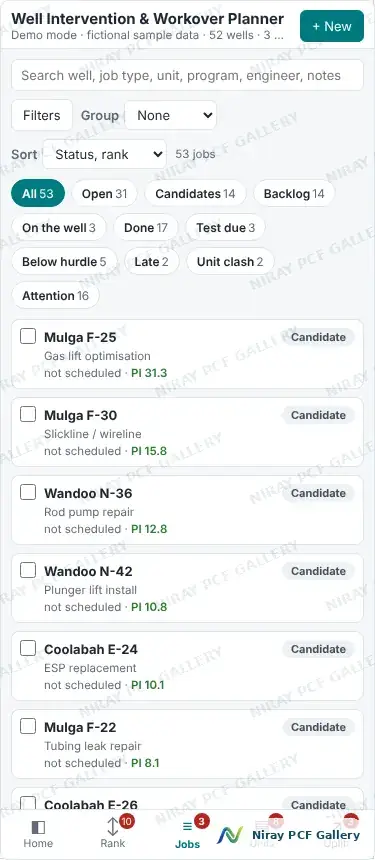 Well Intervention & Workover Planner
Demo mode · fictional sample data · 52 wells · 3 ...
+ New
Search well, job type, unit, program, engineer, notes
Filters Group None
Sort Status, rank 53 jobs
All 53 Open 31 Candidates 14 Backlog 14
On the well 3 Done 17 Test due 3
Below hurdle 5 Late 2 Unit clash 2
Attention 16
Mulga F-25 Candidate
Gas lift optimisation
not scheduled · PI 31.3
Mulga F-30 Candidate
Slickline / wireline
not scheduled · PI 15.8
Wandoo N-36 Candidate
Rod pump repair
not scheduled · PI 12.8
Wandoo N-42 Candidate
Plunger lift install
not scheduled · PI 10.8
Coolabah E-24 Candidate
ESP replacement
not scheduled · PI 10.1
Mulga F-22 Candidate
Tubing leak repair
not scheduled · PI 8.1
Coolabah E-26 Candidate
10 3
Home Rank Jobs
Niray PCF Gallery
NIRAY PCF GALLERY